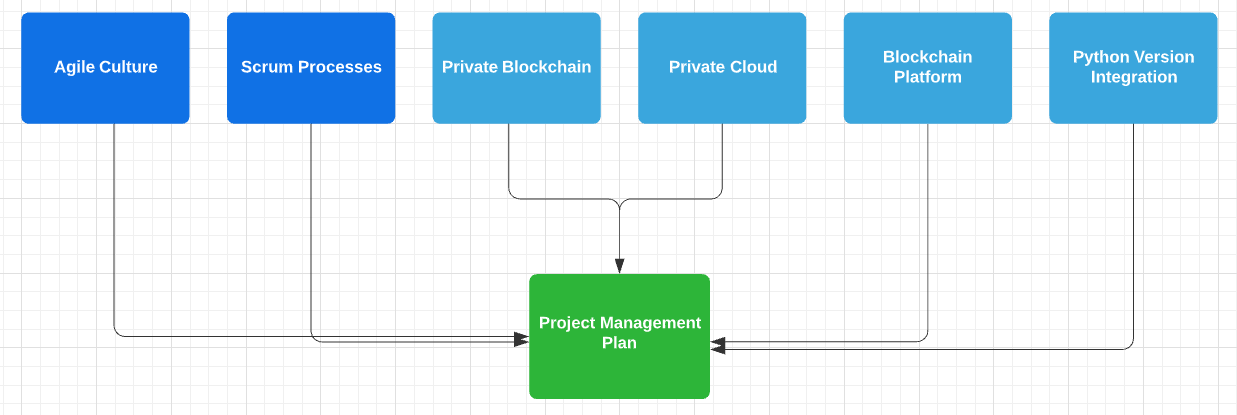 Agile Culture
Scrum Processes
Private Blockchain
Private Cloud
Blockchain
Platform
Python Version
Integration
Project Management
Plan